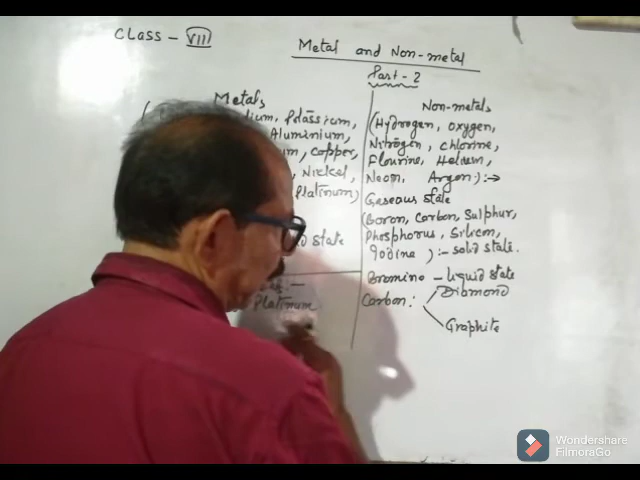 Class - VIII
Metal and Non-metal
Part - 2
Metals
Potassium,
Aluminium,
Copper,
Nickel,
Platinum)
state
Platinum
Non-metals
(Hydrogen, Oxygen,
Nitrogen, chlorine,
Flourine, Helium,
Neon, Argon) :→
Gaseous state
(Boron, Carbon, Sulphur,
Phosphorus, Silicon,
Iodine ) :- solid state.
Bromine - liquid state
Carbon : Diamond
Graphite
Wondershare
FilmoraGo